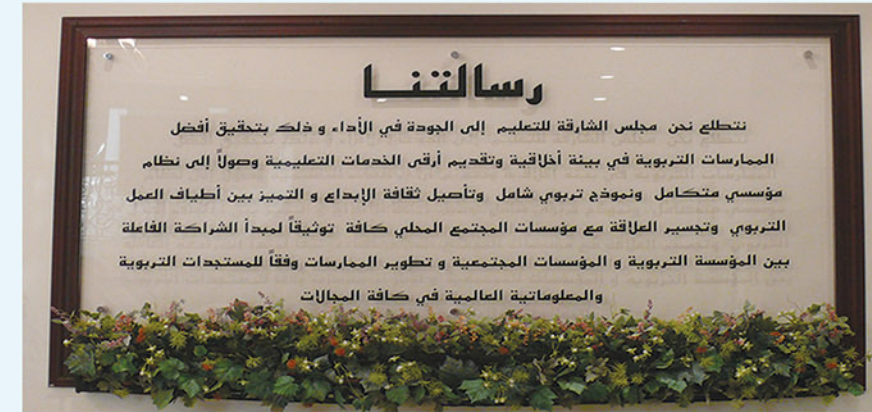 رسالتنـــا
نتطلع نحن مجلس الشارقة للتعليم إلى الجودة في الأداء و ذلك بتحقيق أفضل
الممارسات التربوية في بيئة أخلاقية وتقديم أرقى الخدمات التعليمية وصولاً إلى نظام
مؤسسي متكامل ونموذج تربوي شامل وتأصيل ثقافة الإبداع و التميز بين أطياف العمل
التربوي وتجسير العلاقة مع مؤسسات المجتمع المحلي كافة توثيقاً لمبدأ الشراكة الفاعلة
بين المؤسسة التربوية و المؤسسات المجتمعية و تطوير الممارسات وفقاً للمستجدات التربوية
والمعلوماتية العالمية في كافة المجالات